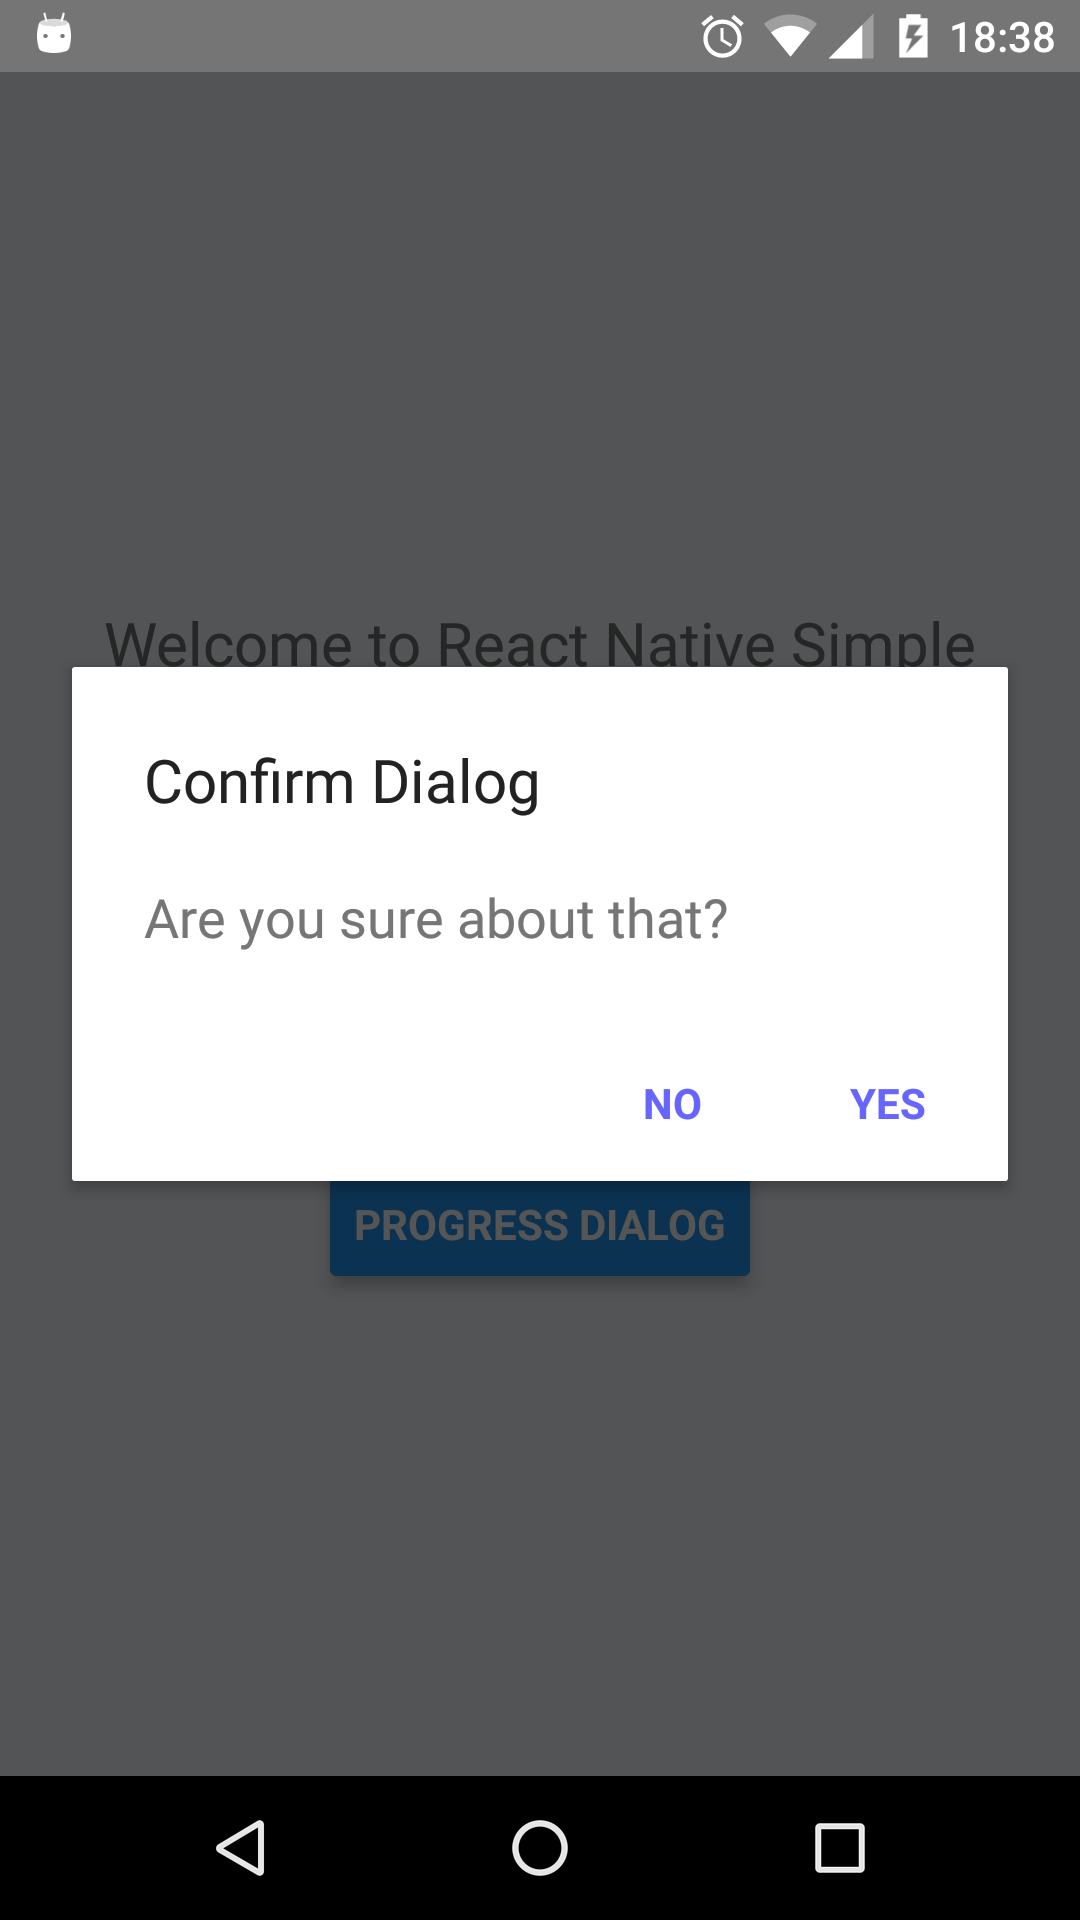 18:38
Welcome to React Native Simple
Confirm Dialog
Are you sure about that?
NO YES
PROGRESS DIALOG